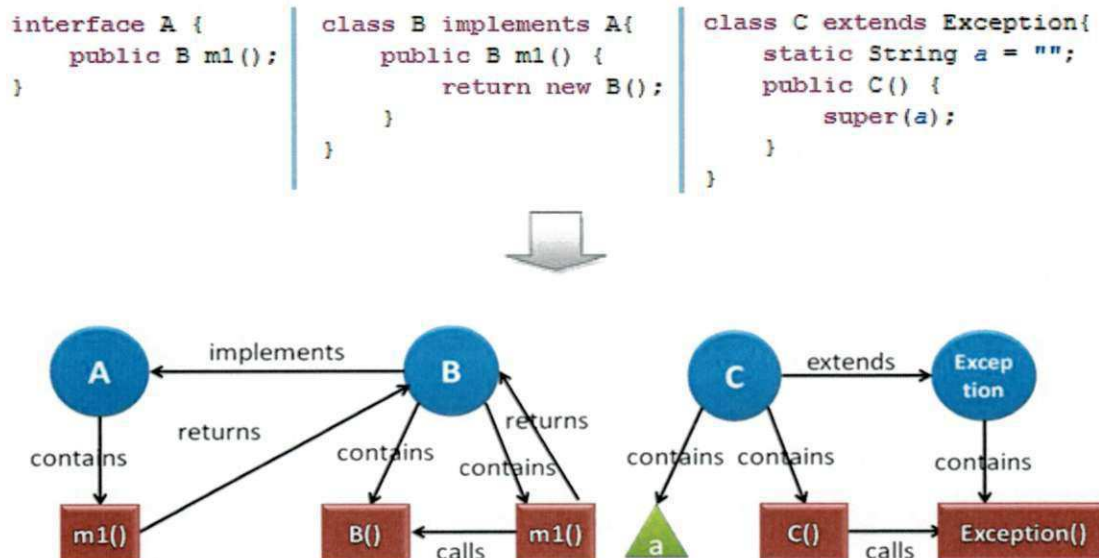 interface A {
public B m1();
}
class B implements A{
public B m1() {
return new B();
}
}
class C extends Exception{
static String a = "";
public C() {
super(a);
}
}
A
implements
B
C
extends
Excep
tion
contains
returns
contains
contains
returns
contains
contains
contains
m1()
B()
calls
m1()
a
C()
calls
Exception()